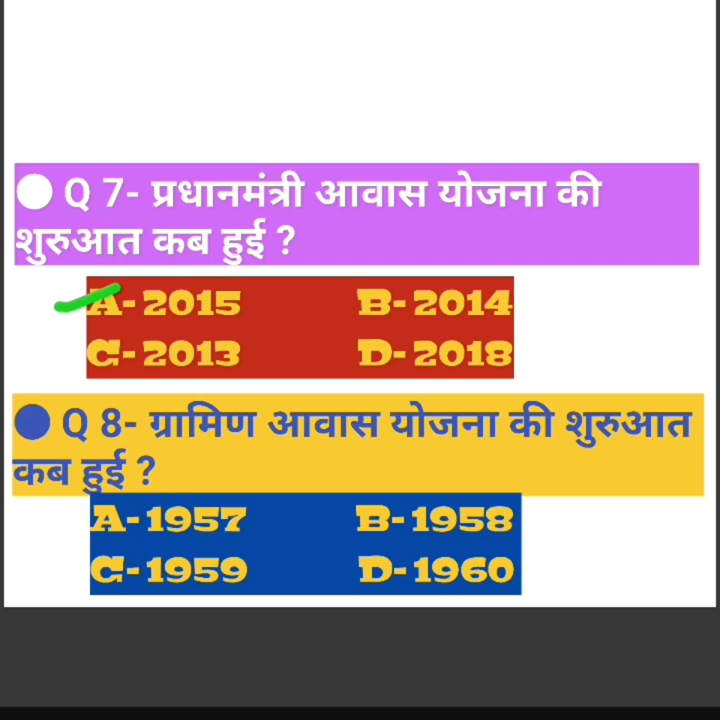 Q 7- प्रधानमंत्री आवास योजना की
शुरुआत कब हुई ?
A- 2015 B- 2014
C- 2013 D- 2018
Q 8- ग्रामिण आवास योजना की शुरुआत
कब हुई ?
A- 1957 B- 1958
C- 1959 D- 1960